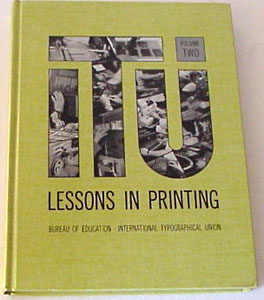 VOLUME
TWO
ITU
LESSONS IN PRINTING
BUREAU OF EDUCATION · INTERNATIONAL TYPOGRAPHICAL UNION